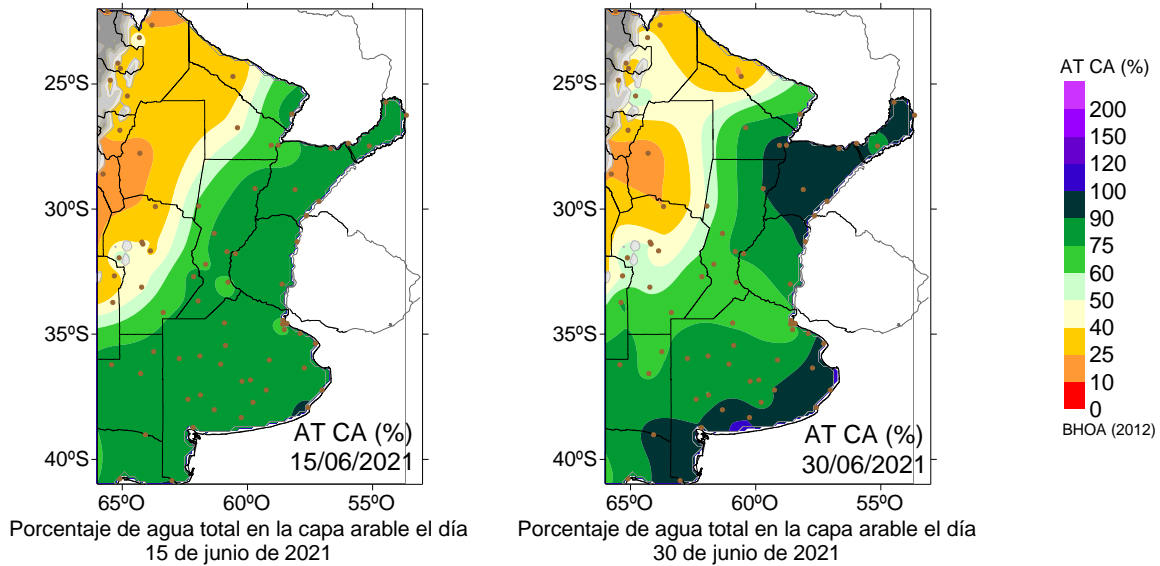 25ºS
30ºS
35ºS
40ºS
65ºO
60ºO
55ºO
AT CA (%)
15/06/2021
Porcentaje de agua total en la capa arable el día
15 de junio de 2021
25ºS
30ºS
35ºS
40ºS
65ºO
60ºO
55ºO
AT CA (%)
30/06/2021
Porcentaje de agua total en la capa arable el día
30 de junio de 2021
AT CA (%)
200
150
120
100
90
75
60
50
40
25
10
0
BHOA (2012)